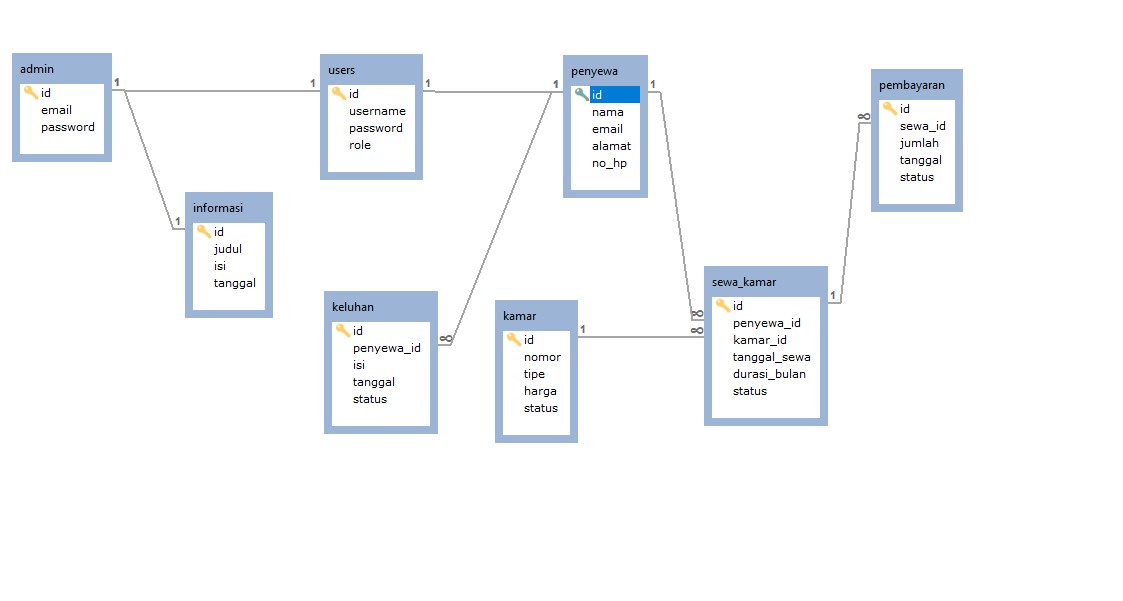 admin
id
email
password
1
1
users
id
username
password
role
1
1
penyewa
id
nama
email
alamat
no_hp
1
pembayaran
id
sewa_id
jumlah
tanggal
status
∞
informasi
id
judul
isi
tanggal
1
keluhan
id
penyewa_id
isi
tanggal
status
∞
kamar
id
nomor
tipe
harga
status
1
sewa_kamar
id
penyewa_id
kamar_id
tanggal_sewa
durasi_bulan
status
∞
∞
1